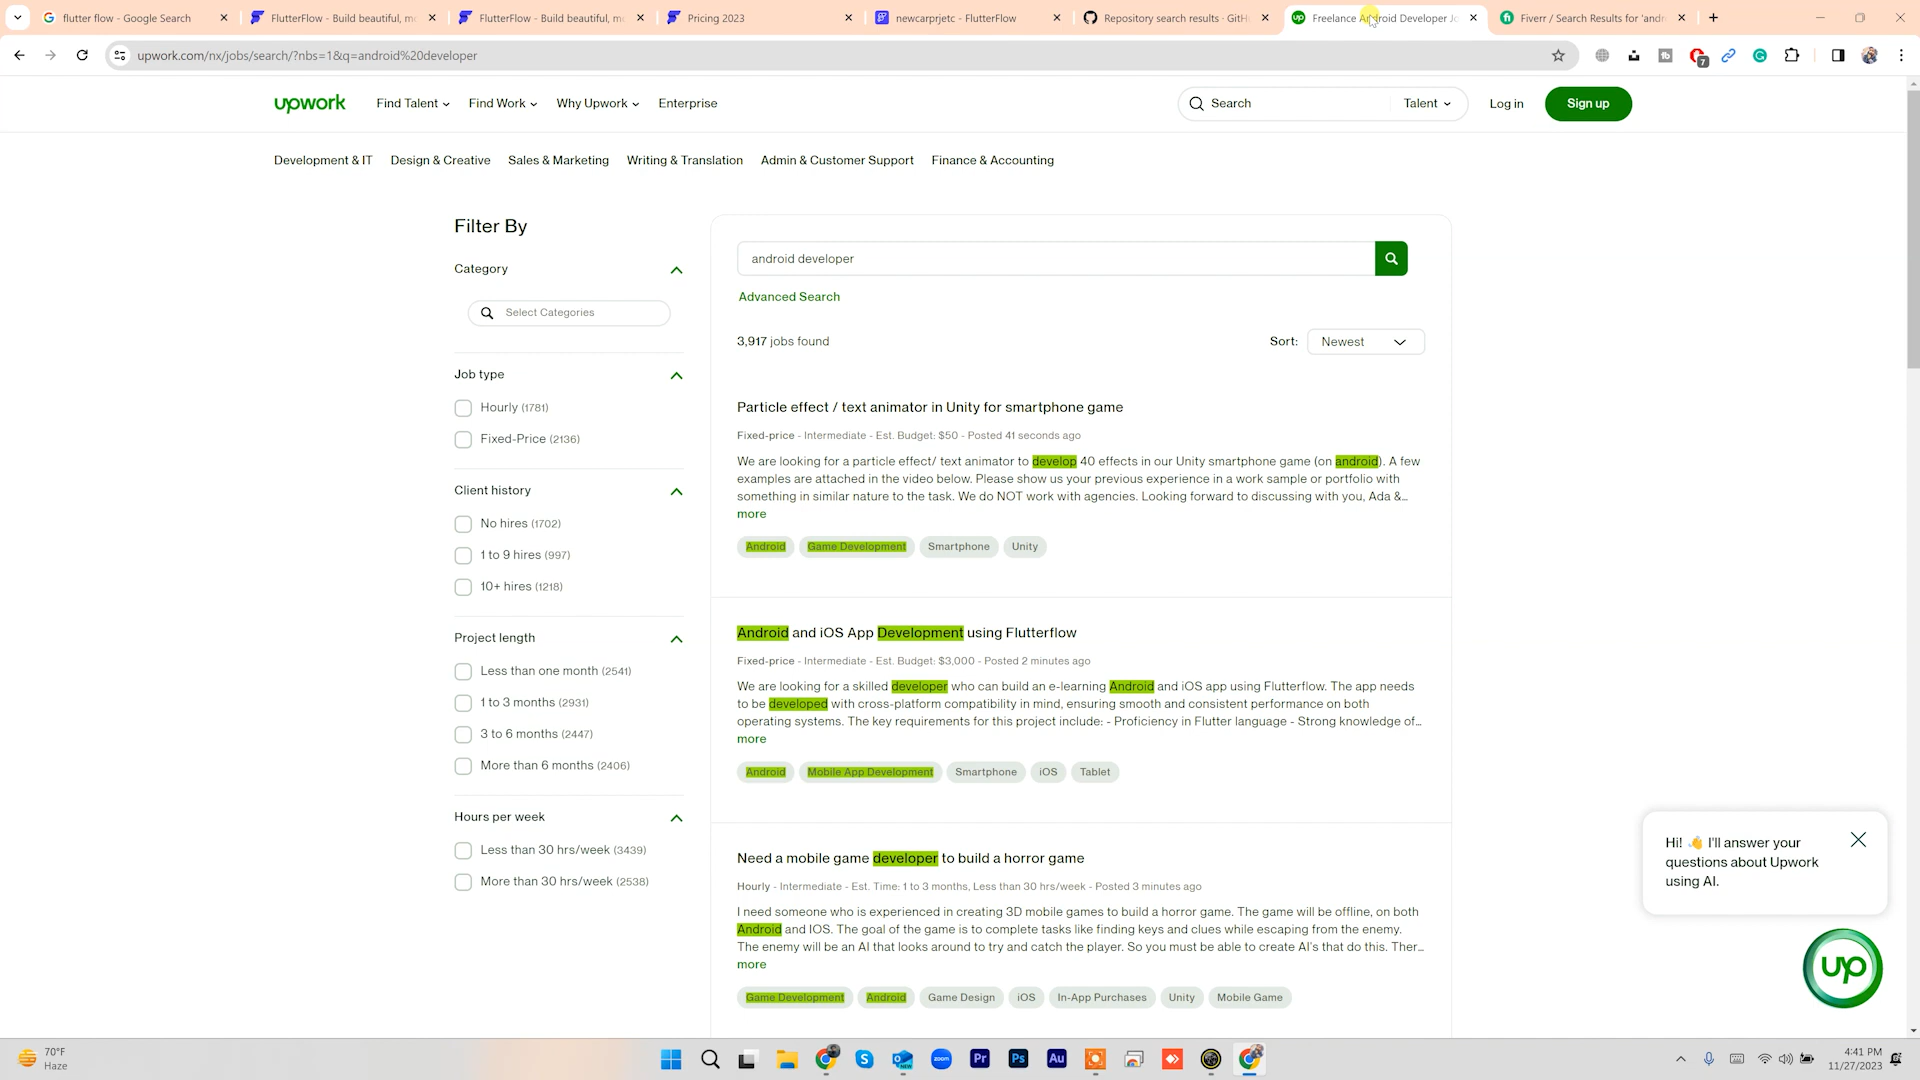 flutter flow - Google Search
FlutterFlow - Build beautiful, mo
FlutterFlow - Build beautiful, mo
Pricing 2023
newcarprjetc - FlutterFlow
Repository search results · GitH
Freelance Android Developer Jo
Fiverr / Search Results for 'andr
upwork.com/nx/jobs/search/?nbs=1&q=android%20developer
7
upwork
Find Talent
Find Work
Why Upwork
Enterprise
Search
Talent
Log in
Sign up
Development & IT
Design & Creative
Sales & Marketing
Writing & Translation
Admin & Customer Support
Finance & Accounting
Filter By
Category
Select Categories
Job type
Hourly (1781)
Fixed-Price (2136)
Client history
No hires (1702)
1 to 9 hires (997)
10+ hires (1218)
Project length
Less than one month (2541)
1 to 3 months (2931)
3 to 6 months (2447)
More than 6 months (2406)
Hours per week
Less than 30 hrs/week (3439)
More than 30 hrs/week (2538)
android developer
Advanced Search
3,917 jobs found
Sort:
Newest
Particle effect / text animator in Unity for smartphone game
Fixed-price - Intermediate - Est. Budget: $50 - Posted 41 seconds ago
We are looking for a particle effect/ text animator to develop 40 effects in our Unity smartphone game (on android). A few
examples are attached in the video below. Please show us your previous experience in a work sample or portfolio with
something in similar nature to the task. We do NOT work with agencies. Looking forward to discussing with you, Ada &…
more
Android
Game Development
Smartphone
Unity
Android and iOS App Development using Flutterflow
Fixed-price - Intermediate - Est. Budget: $3,000 - Posted 2 minutes ago
We are looking for a skilled developer who can build an e-learning Android and iOS app using Flutterflow. The app needs
to be developed with cross-platform compatibility in mind, ensuring smooth and consistent performance on both
operating systems. The key requirements for this project include: - Proficiency in Flutter language - Strong knowledge of…
more
Android
Mobile App Development
Smartphone
iOS
Tablet
Need a mobile game developer to build a horror game
Hourly - Intermediate - Est. Time: 1 to 3 months, Less than 30 hrs/week - Posted 3 minutes ago
I need someone who is experienced in creating 3D mobile games to build a horror game. The game will be offline, on both
Android and IOS. The goal of the game is to complete tasks like finding keys and clues while escaping from the enemy.
The enemy will be an AI that looks around to try and catch the player. So you must be able to create AI's that do this. Ther…
more
Game Development
Android
Game Design
iOS
In-App Purchases
Unity
Mobile Game
Hi! 👋 I'll answer your
questions about Upwork
using AI.
up
70°F
Haze
zoom
Pr
Ps
Au
4:41 PM
11/27/2023